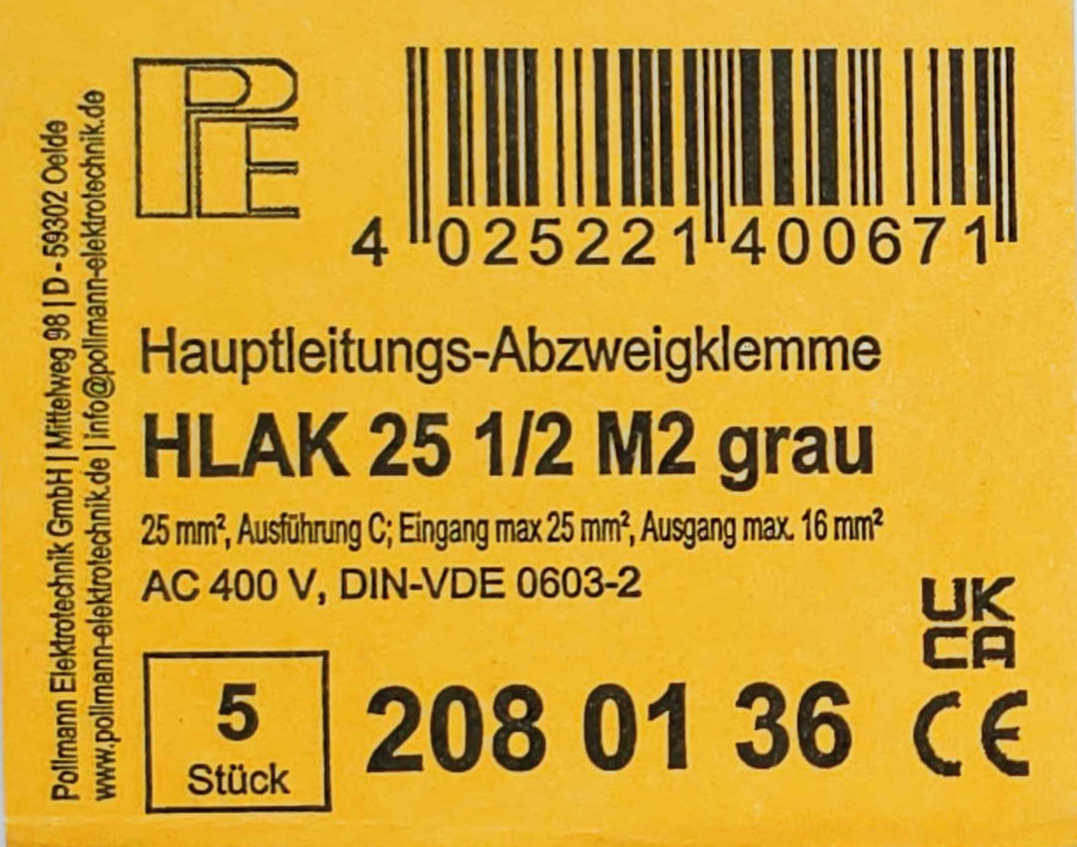 PE
4 025221 400671
Hauptleitungs-Abzweigklemme
HLAK 25 1/2 M2 grau
25 mm², Ausführung C; Eingang max 25 mm², Ausgang max. 16 mm²
AC 400 V, DIN-VDE 0603-2
5
Stück
208 01 36
UK
CA
CE
Pollmann Elektrotechnik GmbH | Mittelweg 98 | D - 59302 Oelde
www.pollmann-elektrotechnik.de | info@pollmann-elektrotechnik.de